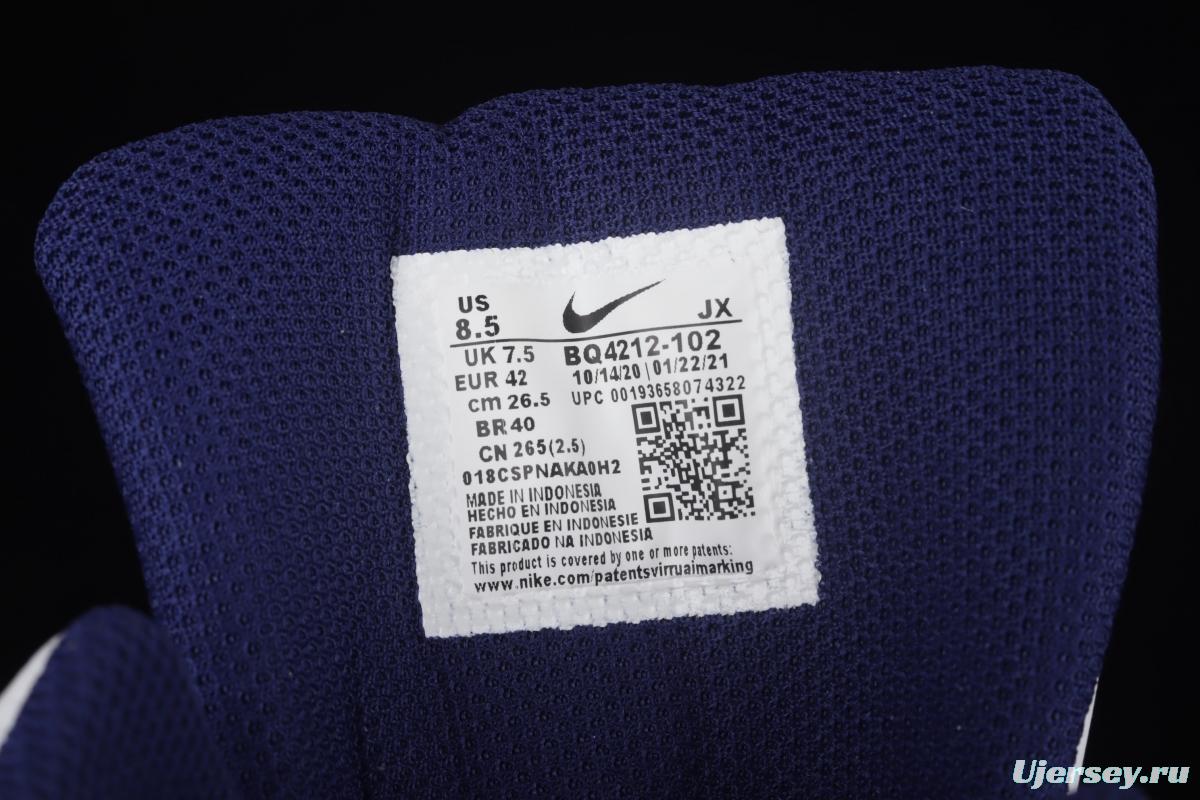 US
8.5
JX
UK 7.5
BQ4212-102
EUR 42
10/14/20 | 01/22/21
cm 26.5
UPC 00193658074322
BR 40
CN 265(2.5)
018CSPNAKA0H2
MADE IN INDONESIA
HECHO EN INDONESIA
FABRIQUE EN INDONESIE
FABRICADO NA INDONESIA
This product is covered by one or more patents:
www.nike.com/patentsvirruaimarking
Ujersey.ru